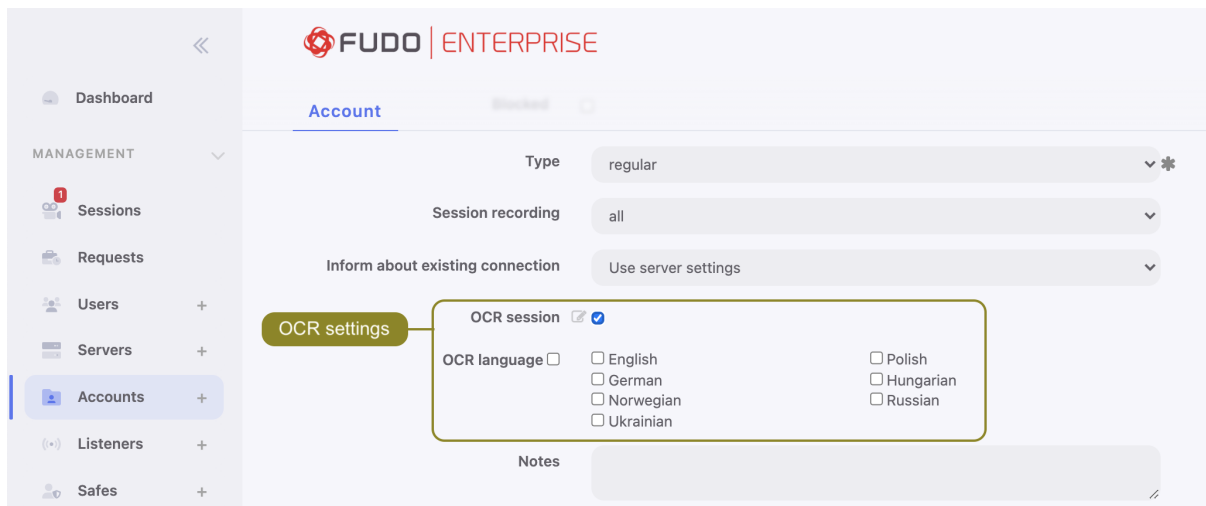 FUDO ENTERPRISE
Dashboard
MANAGEMENT
1
Sessions
Requests
Users +
Servers +
Accounts +
Listeners +
Safes +
Account
Blocked
Type regular *
Session recording all
Inform about existing connection Use server settings
OCR settings
OCR session
OCR language English Polish
German Hungarian
Norwegian Russian
Ukrainian
Notes